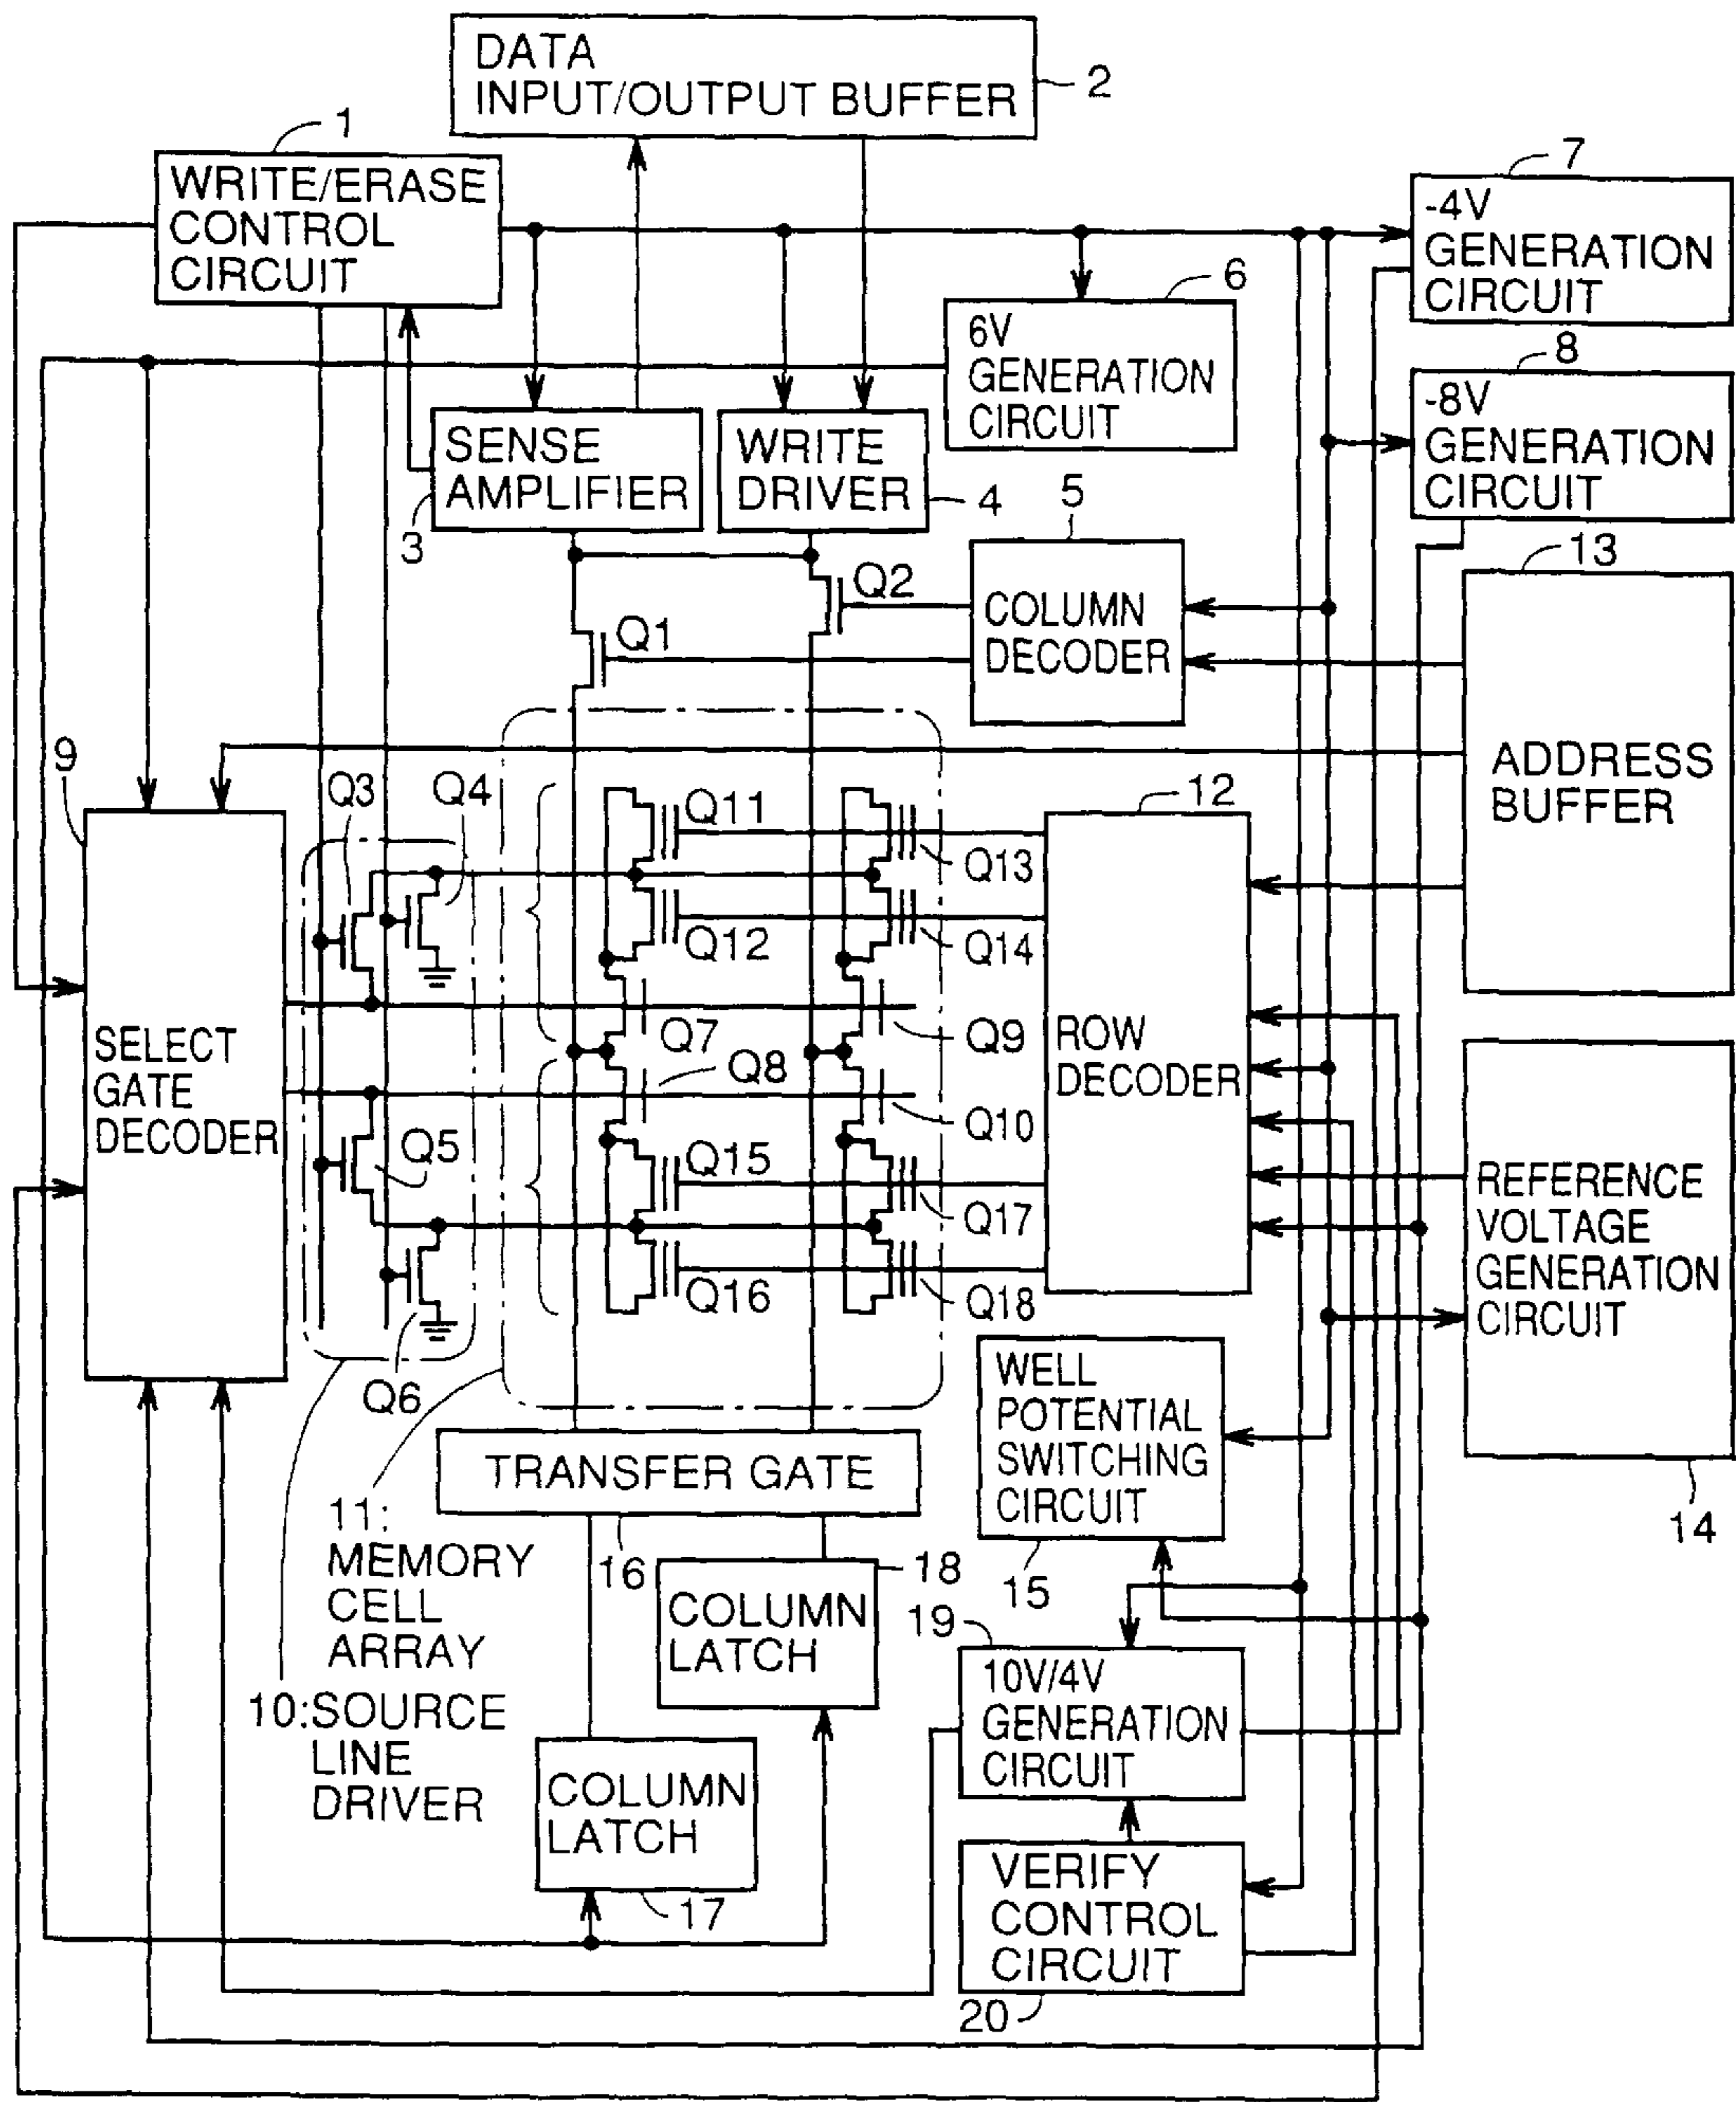 DATA
INPUT/OUTPUT BUFFER
2
1
WRITE/ERASE
CONTROL
CIRCUIT
7
-4V
GENERATION
CIRCUIT
6
6V
GENERATION
CIRCUIT
8
-8V
GENERATION
CIRCUIT
SENSE
AMPLIFIER
3
WRITE
DRIVER
4
5
COLUMN
DECODER
Q2
Q1
13
ADDRESS
BUFFER
9
SELECT
GATE
DECODER
Q3
Q4
Q11
Q13
Q12
Q14
Q7
Q9
Q8
Q10
Q5
Q15
Q17
Q16
Q18
Q6
12
ROW
DECODER
REFERENCE
VOLTAGE
GENERATION
CIRCUIT
14
WELL
POTENTIAL
SWITCHING
CIRCUIT
15
TRANSFER GATE
16
11:
MEMORY
CELL
ARRAY
18
COLUMN
LATCH
10:SOURCE
LINE
DRIVER
COLUMN
LATCH
17
19
10V/4V
GENERATION
CIRCUIT
VERIFY
CONTROL
CIRCUIT
20